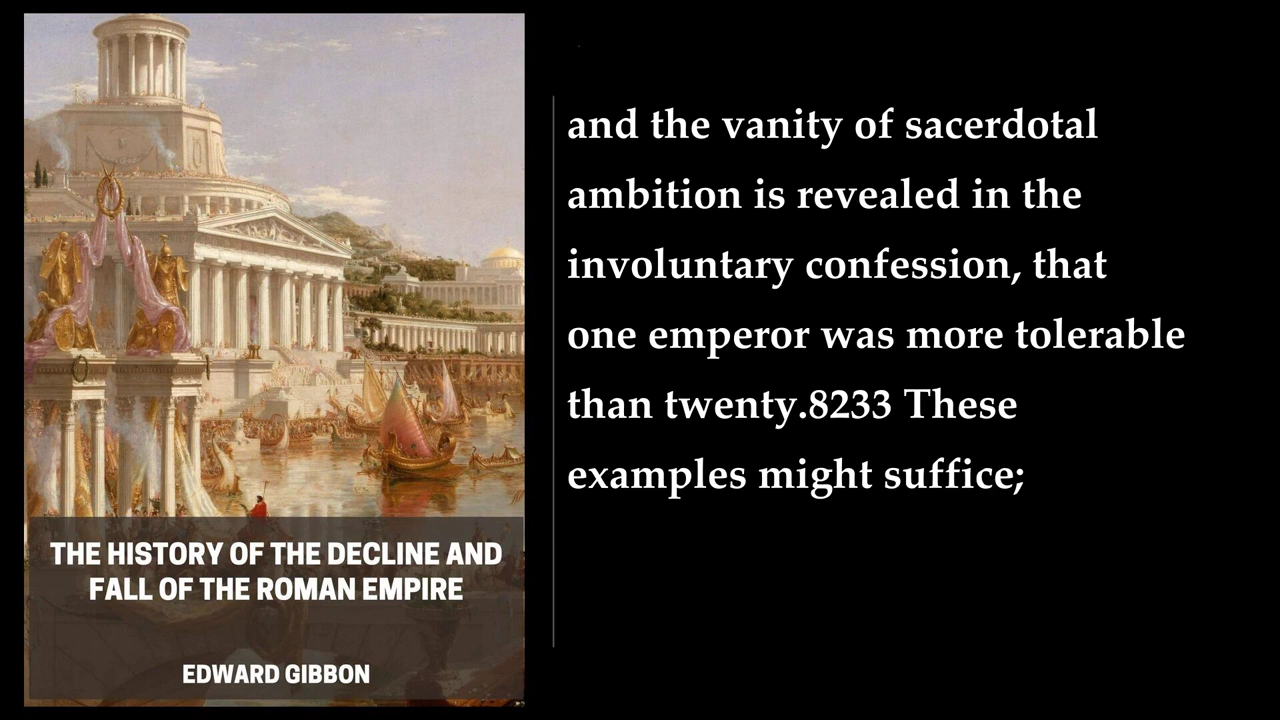 and the vanity of sacerdotal
ambition is revealed in the
involuntary confession, that
one emperor was more tolerable
than twenty.8233 These
examples might suffice;
THE HISTORY OF THE DECLINE AND
FALL OF THE ROMAN EMPIRE
EDWARD GIBBON